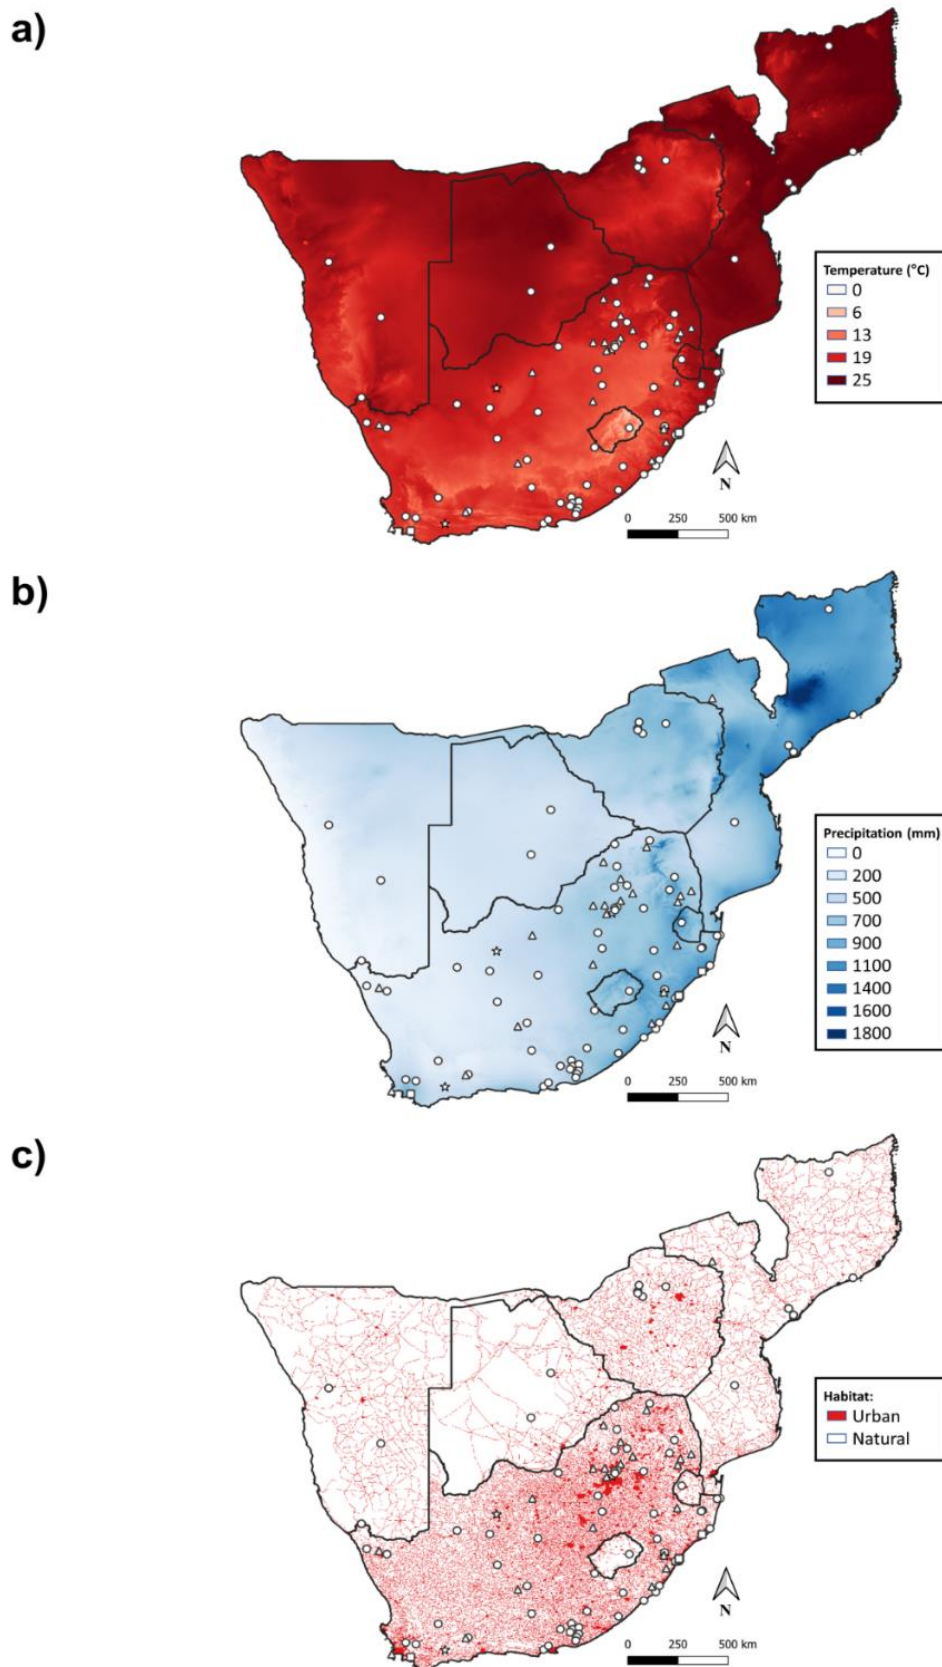 a)
Temperature (°C)
0
6
13
19
25
N
0 250 500 km
b)
Precipitation (mm)
0
200
500
700
900
1100
1400
1600
1800
N
0 250 500 km
c)
Habitat:
Urban
Natural
N
0 250 500 km